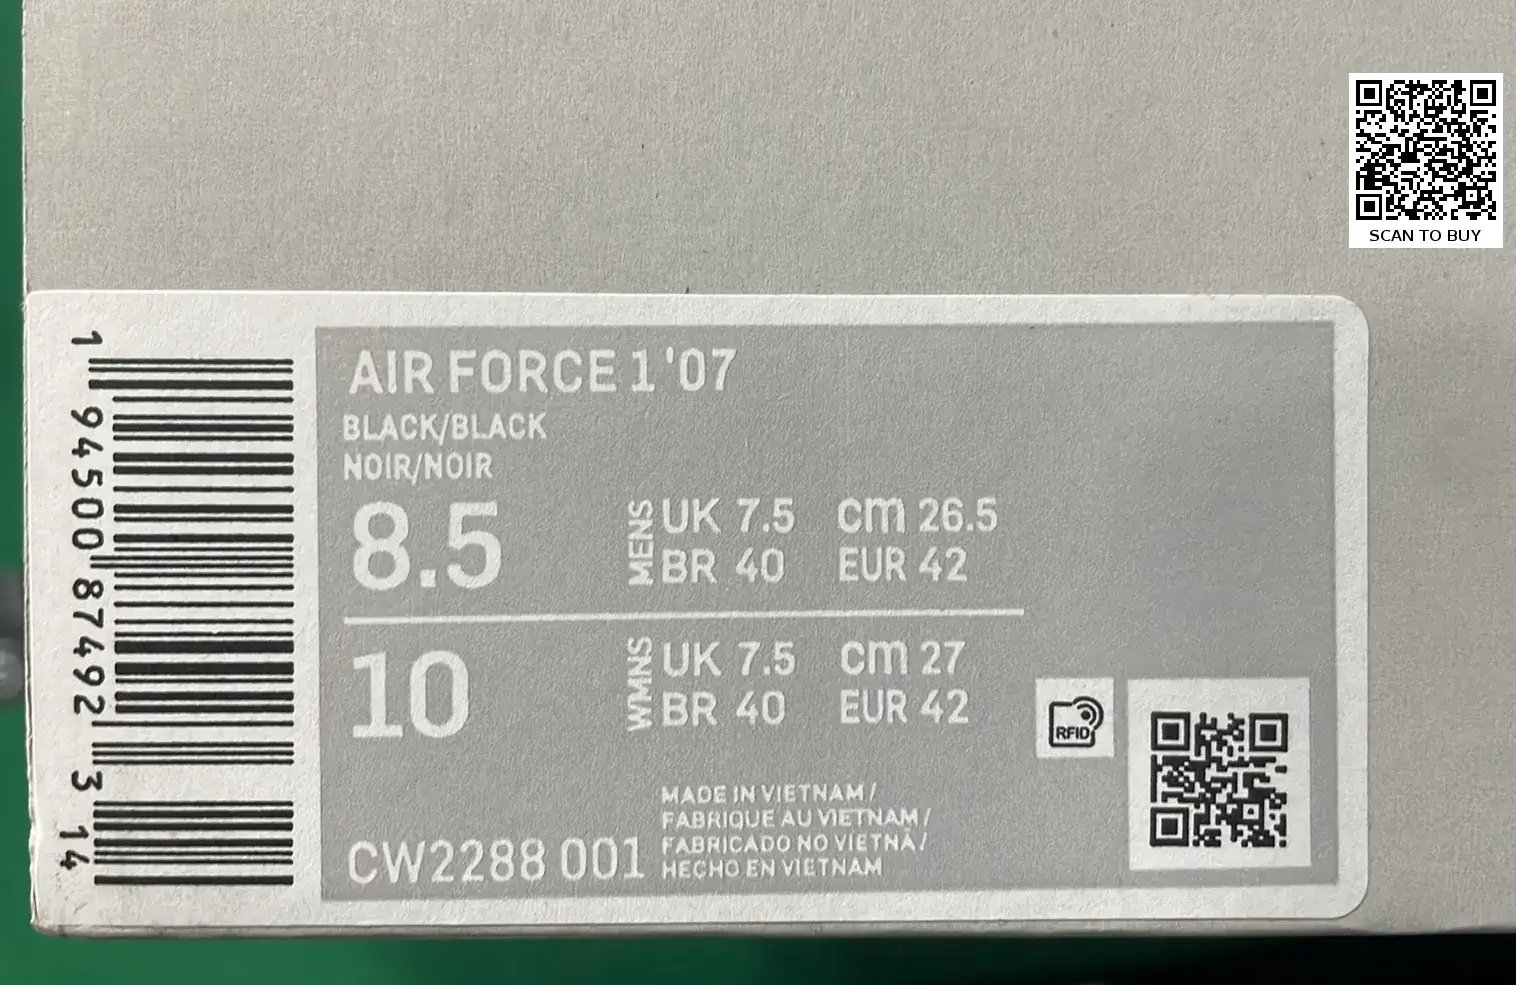 SCAN TO BUY
1 94500 87492 3 14
AIR FORCE 1 '07
BLACK/BLACK
NOIR/NOIR
8.5 MENS UK 7.5 cm 26.5
BR 40 EUR 42
10 WMNS UK 7.5 cm 27
BR 40 EUR 42
RFID
MADE IN VIETNAM/
FABRIQUE AU VIETNAM/
FABRICADO NO VIETNÃ/
HECHO EN VIETNAM
CW2288 001